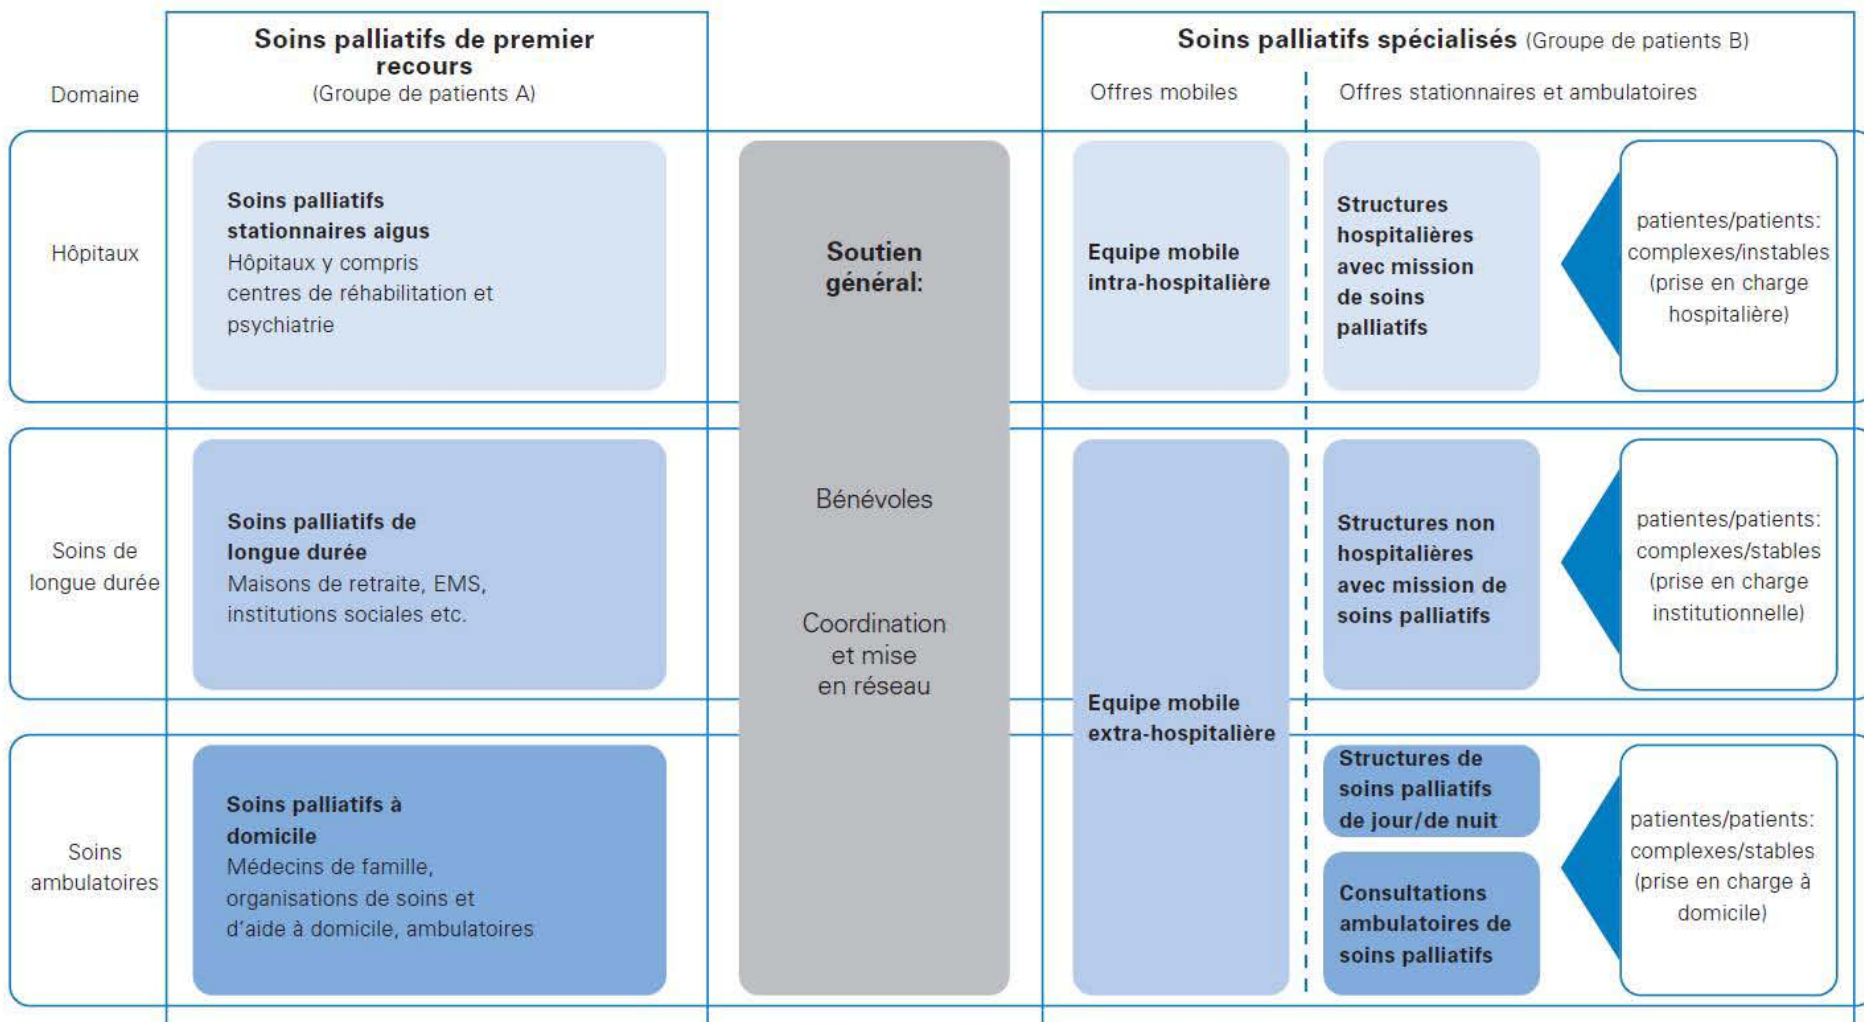 Soins palliatifs de premier
recours
(Groupe de patients A)
Soins palliatifs spécialisés (Groupe de patients B)
Domaine
Offres mobiles
Offres stationnaires et ambulatoires
Hôpitaux
Soins palliatifs
stationnaires aigus
Hôpitaux y compris
centres de réhabilitation et
psychiatrie
Soutien
général:
Bénévoles
Coordination
et mise
en réseau
Equipe mobile
intra-hospitalière
Structures
hospitalières
avec mission
de soins
palliatifs
patientes/patients:
complexes/instables
(prise en charge
hospitalière)
Soins de
longue durée
Soins palliatifs de
longue durée
Maisons de retraite, EMS,
institutions sociales etc.
Equipe mobile
extra-hospitalière
Structures non
hospitalières
avec mission de
soins palliatifs
patientes/patients:
complexes/stables
(prise en charge
institutionnelle)
Soins
ambulatoires
Soins palliatifs à
domicile
Médecins de famille,
organisations de soins et
d'aide à domicile, ambulatoires
Structures de
soins palliatifs
de jour/de nuit
Consultations
ambulatoires de
soins palliatifs
patientes/patients:
complexes/stables
(prise en charge à
domicile)